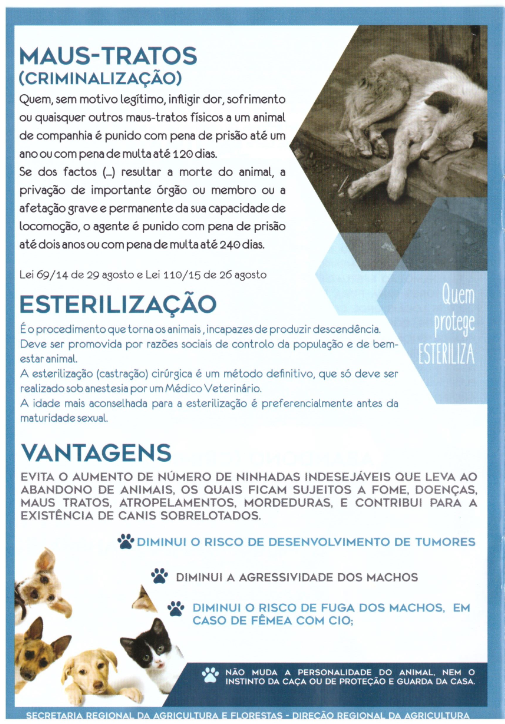 MAUS-TRATOS
(CRIMINALIZAÇÃO)
Quem, sem motivo legítimo, infligir dor, sofrimento
ou quaisquer outros maus-tratos físicos a um animal
de companhia é punido com pena de prisão até um
ano ou com pena de multa até 120 dias.
Se dos factos (...) resultar a morte do animal, a
privação de importante órgão ou membro ou a
afetação grave e permanente da sua capacidade de
locomoção, o agente é punido com pena de prisão
até dois anos ou com pena de multa até 240 dias.
Lei 69/14 de 29 agosto e Lei 110/15 de 26 agosto
Quem
protege
ESTERILIZA
ESTERILIZAÇÃO
É o procedimento que torna os animais , incapazes de produzir descendência.
Deve ser promovida por razões sociais de controlo da população e de bem-
estar animal.
A esterilização (castração) cirúrgica é um método definitivo, que só deve ser
realizado sob anestesia por um Médico Veterinário.
A idade mais aconselhada para a esterilização é preferencialmente antes da
maturidade sexual.
VANTAGENS
EVITA O AUMENTO DE NÚMERO DE NINHADAS INDESEJÁVEIS QUE LEVA AO
ABANDONO DE ANIMAIS, OS QUAIS FICAM SUJEITOS A FOME, DOENÇAS,
MAUS TRATOS, ATROPELAMENTOS, MORDEDURAS, E CONTRIBUI PARA A
EXISTÊNCIA DE CANIS SOBRELOTADOS.
DIMINUI O RISCO DE DESENVOLVIMENTO DE TUMORES
DIMINUI A AGRESSIVIDADE DOS MACHOS
DIMINUI O RISCO DE FUGA DOS MACHOS, EM
CASO DE FÊMEA COM CIO;
NÃO MUDA A PERSONALIDADE DO ANIMAL, NEM O
INSTINTO DA CAÇA OU DE PROTEÇÃO E GUARDA DA CASA.
SECRETARIA REGIONAL DA AGRICULTURA E FLORESTAS - DIREÇÃO REGIONAL DA AGRICULTURA